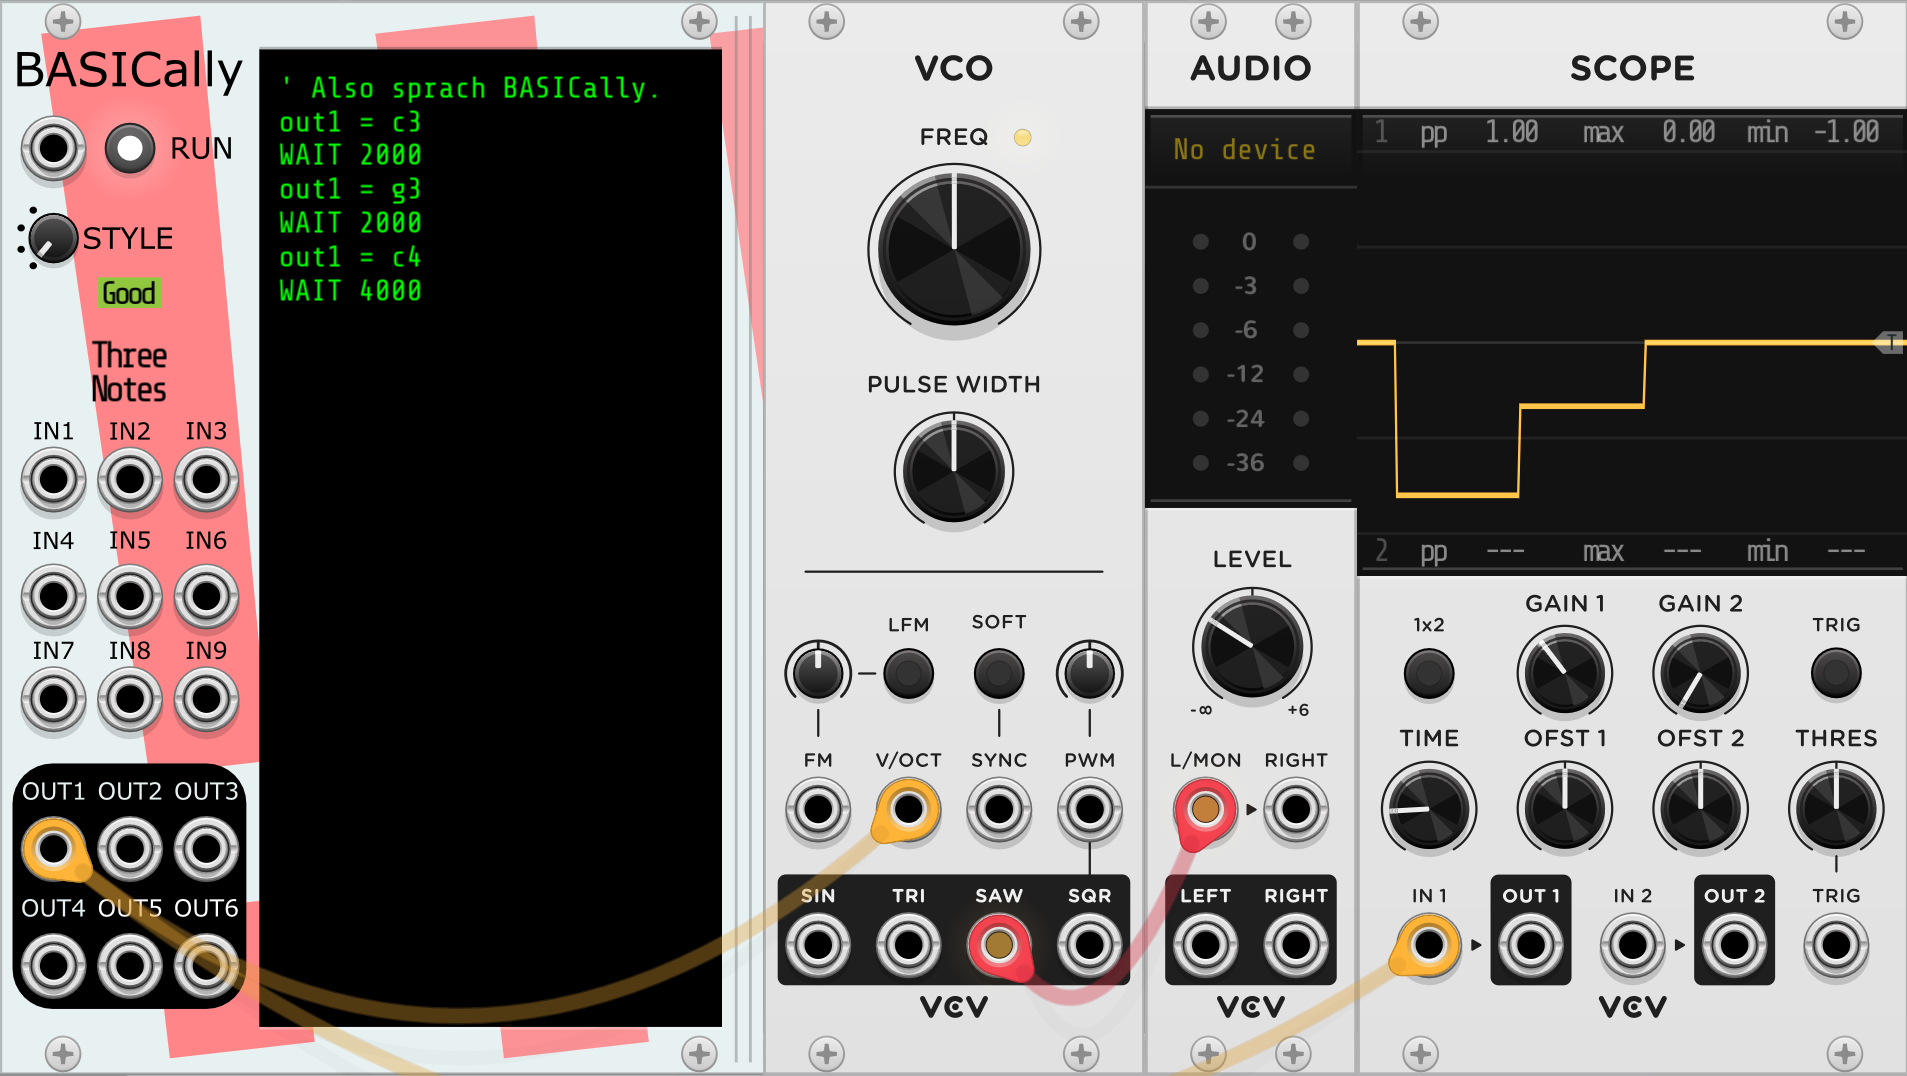 BASICally
RUN
STYLE
Good
Three
Notes
IN1 IN2 IN3
IN4 IN5 IN6
IN7 IN8 IN9
OUT1 OUT2 OUT3
OUT4 OUT5 OUT6
' Also sprach BASICally.
out1 = c3
WAIT 2000
out1 = g3
WAIT 2000
out1 = c4
WAIT 4000
VCO
FREQ
PULSE WIDTH
LFM SOFT
FM V/OCT SYNC PWM
SIN TRI SAW SQR
VCV
AUDIO
No device
0
-3
-6
-12
-24
-36
LEVEL
-∞ +6
L/MON RIGHT
LEFT RIGHT
VCV
SCOPE
1 pp 1.00 max 0.00 min -1.00
T
2 pp --- max --- min ---
1x2 GAIN 1 GAIN 2 TRIG
TIME OFST 1 OFST 2 THRES
IN 1 OUT 1 IN 2 OUT 2 TRIG
VCV